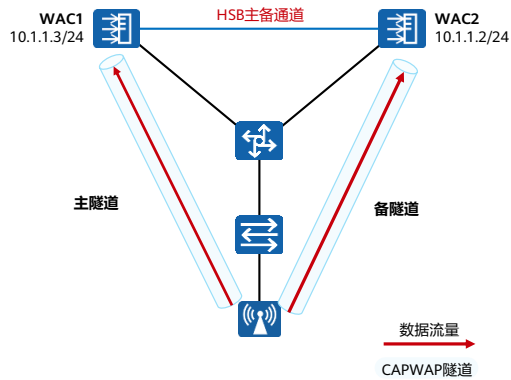 HSB主备通道
WAC1
10.1.1.3/24
WAC2
10.1.1.2/24
主隧道
备隧道
数据流量
CAPWAP隧道